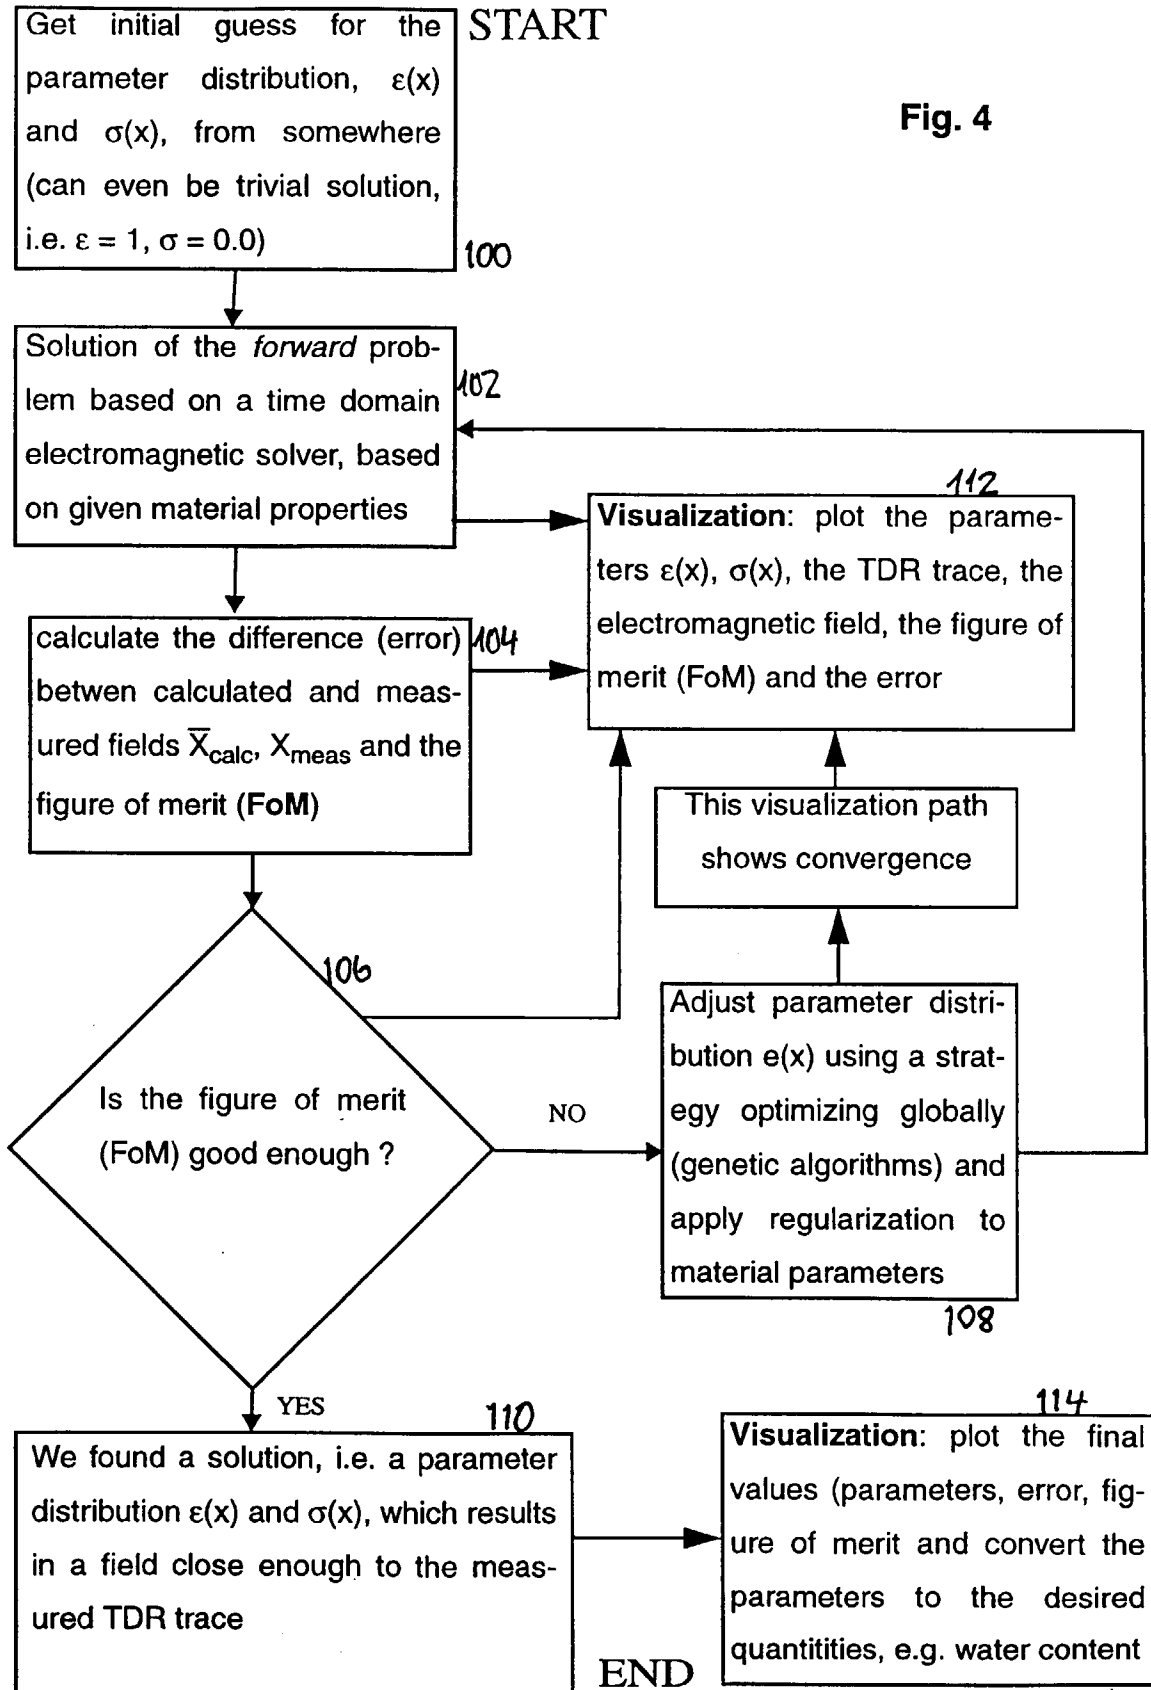 START
Get initial guess for the
parameter distribution, ε(x)
and σ(x), from somewhere
(can even be trivial solution,
i.e. ε = 1, σ = 0.0)
100
Fig. 4
Solution of the forward prob-
lem based on a time domain
electromagnetic solver, based
on given material properties
102
112
Visualization: plot the parame-
ters ε(x), σ(x), the TDR trace, the
electromagnetic field, the figure of
merit (FoM) and the error
calculate the difference (error)
betwen calculated and meas-
ured fields X̅calc, Xmeas and the
figure of merit (FoM)
104
This visualization path
shows convergence
106
Is the figure of merit
(FoM) good enough ?
NO
Adjust parameter distri-
bution e(x) using a strat-
egy optimizing globally
(genetic algorithms) and
apply regularization to
material parameters
108
YES
110
We found a solution, i.e. a parameter
distribution ε(x) and σ(x), which results
in a field close enough to the meas-
ured TDR trace
END
114
Visualization: plot the final
values (parameters, error, fig-
ure of merit and convert the
parameters to the desired
quantitities, e.g. water content